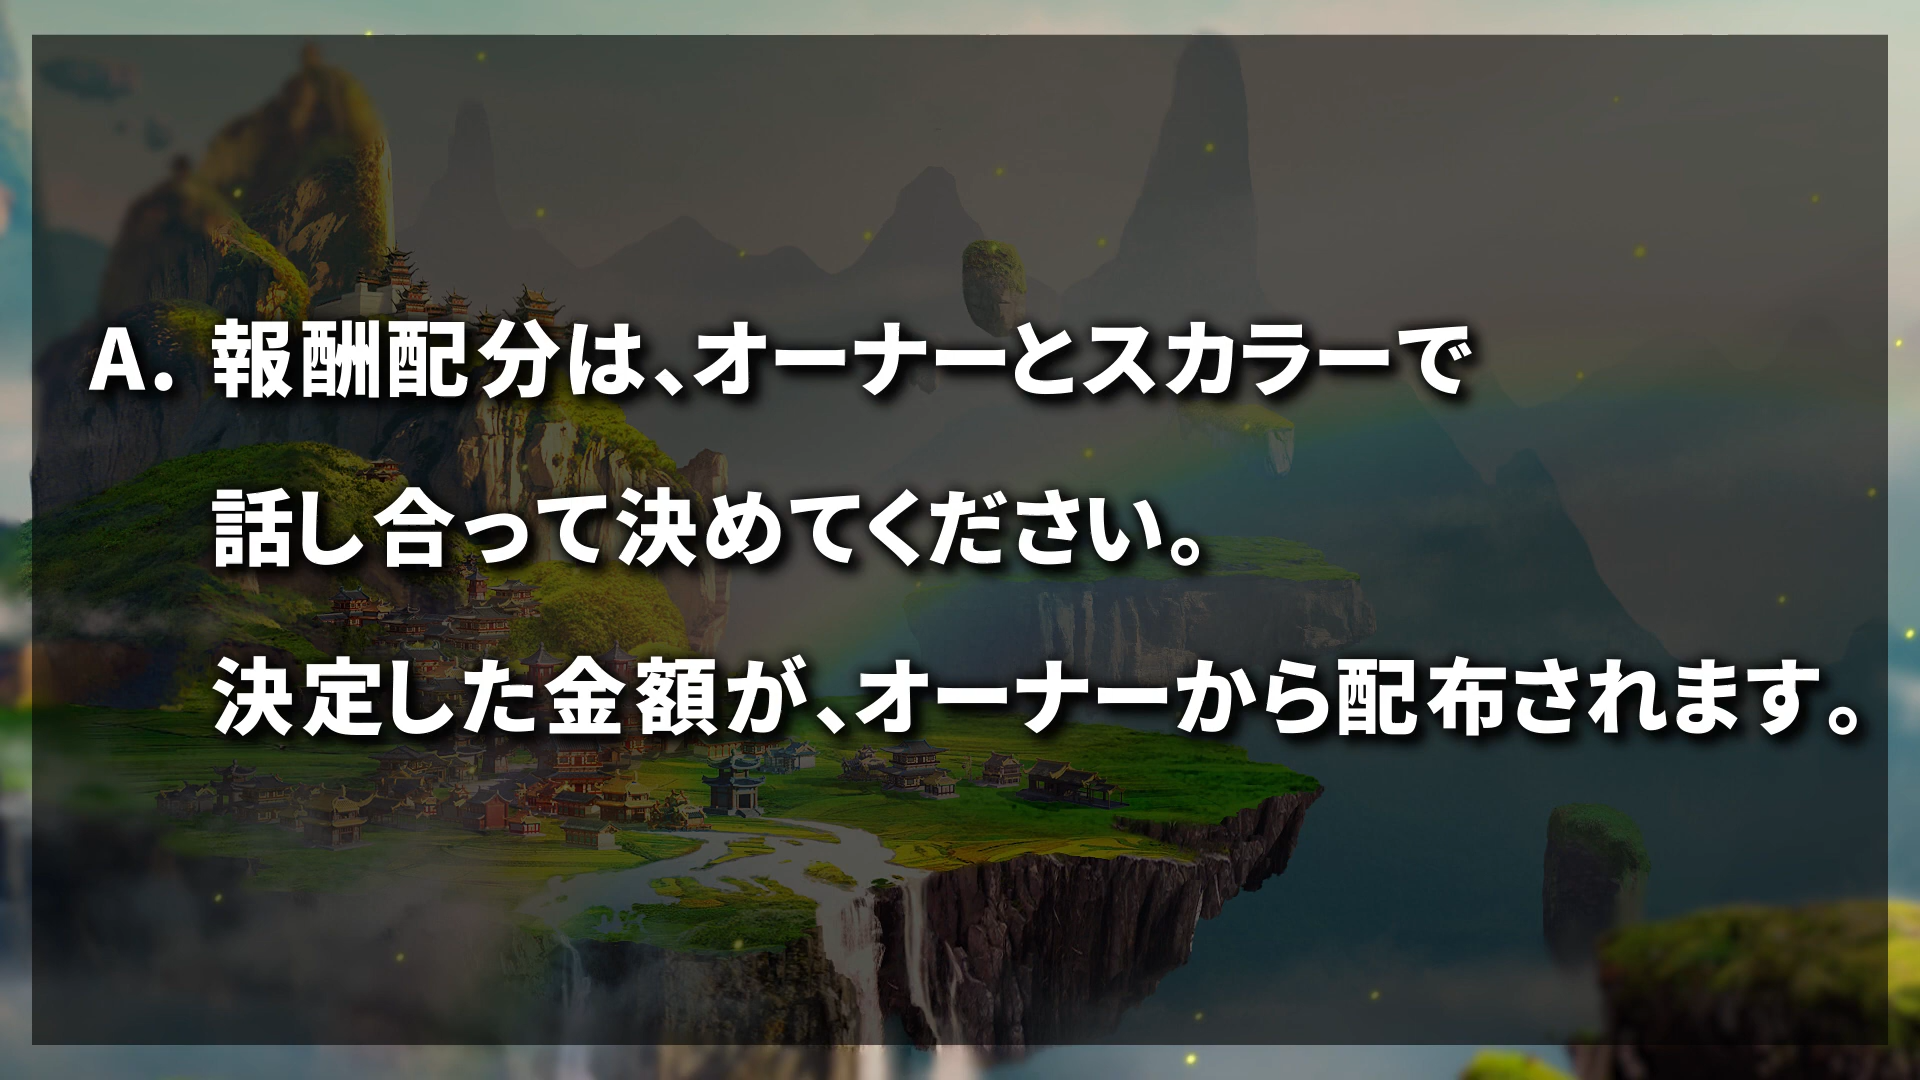 A. 報酬配分は、オーナーとスカラーで
話し合って決めてください。
決定した金額が、オーナーから配布されます。